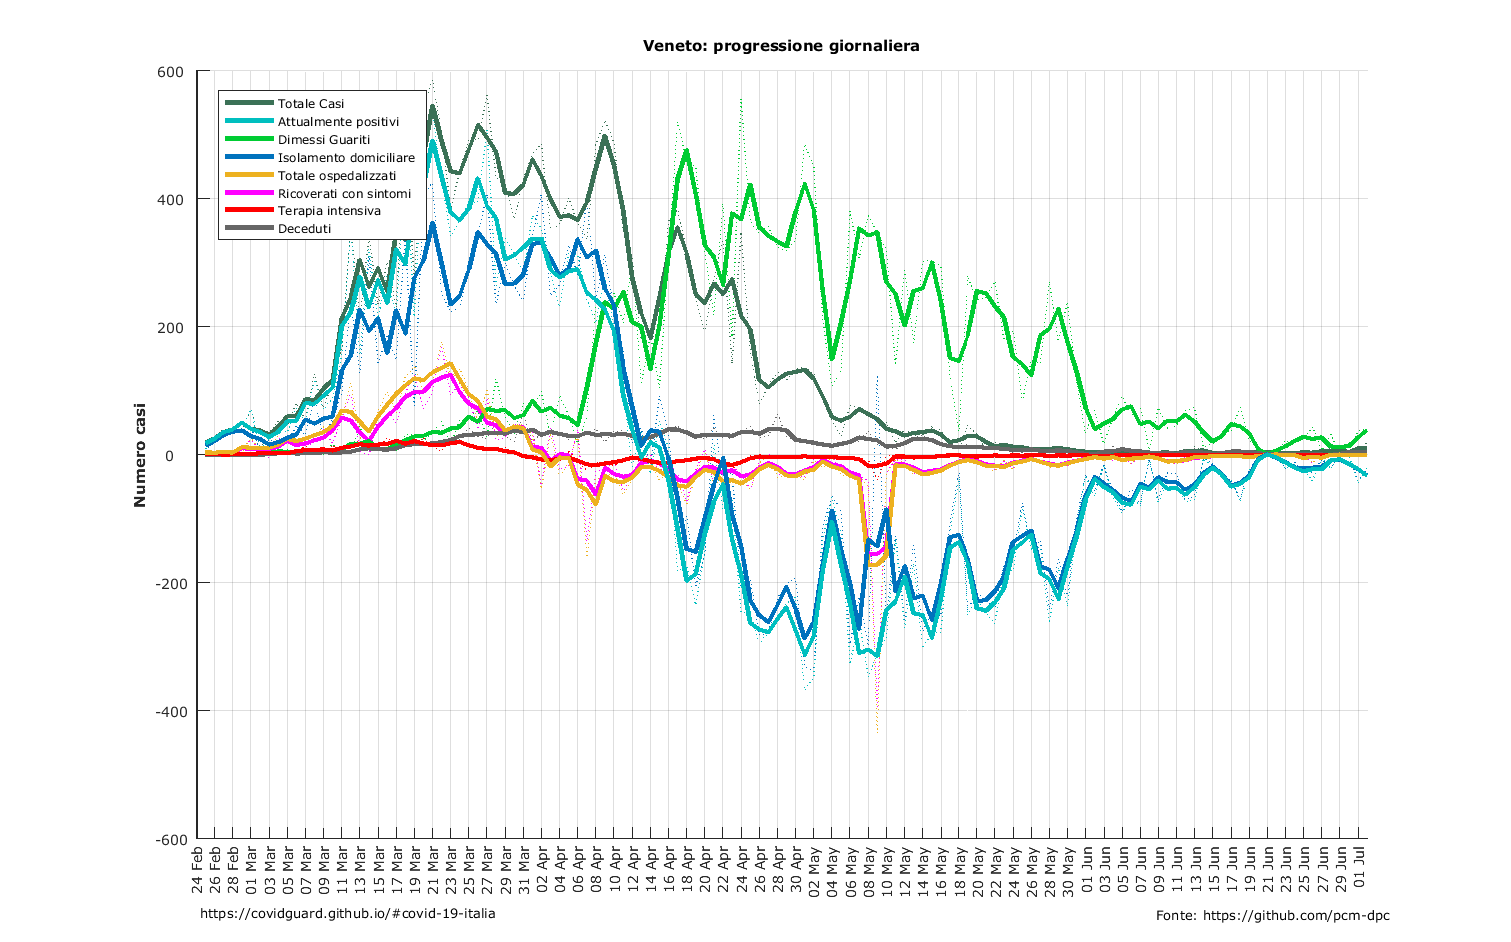 Veneto: progressione giornaliera
600
400
200
0
-200
-400
-600
Numero casi
Totale Casi
Attualmente positivi
Dimessi Guariti
Isolamento domiciliare
Totale ospedalizzati
Ricoverati con sintomi
Terapia intensiva
Deceduti
24 Feb
26 Feb
28 Feb
01 Mar
03 Mar
05 Mar
07 Mar
09 Mar
11 Mar
13 Mar
15 Mar
17 Mar
19 Mar
21 Mar
23 Mar
25 Mar
27 Mar
29 Mar
31 Mar
02 Apr
04 Apr
06 Apr
08 Apr
10 Apr
12 Apr
14 Apr
16 Apr
18 Apr
20 Apr
22 Apr
24 Apr
26 Apr
28 Apr
30 Apr
02 May
04 May
06 May
08 May
10 May
12 May
14 May
16 May
18 May
20 May
22 May
24 May
26 May
28 May
30 May
01 Jun
03 Jun
05 Jun
07 Jun
09 Jun
11 Jun
13 Jun
15 Jun
17 Jun
19 Jun
21 Jun
23 Jun
25 Jun
27 Jun
29 Jun
01 Jul
https://covidguard.github.io/#covid-19-italia
Fonte: https://github.com/pcm-dpc